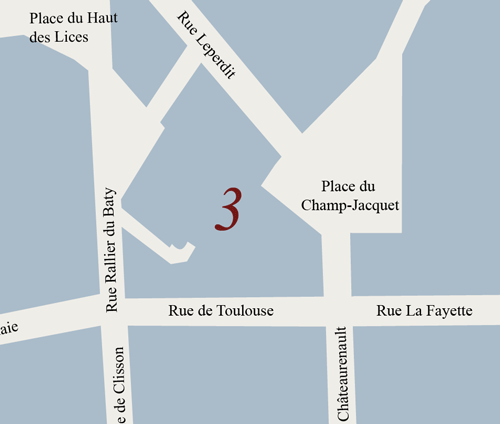 Place du Haut
des Lices
Rue Leperdit
3
Place du
Champ-Jacquet
Rue Rallier du Baty
Rue de Toulouse
Rue La Fayette
aie
e de Clisson
Châteaurenault